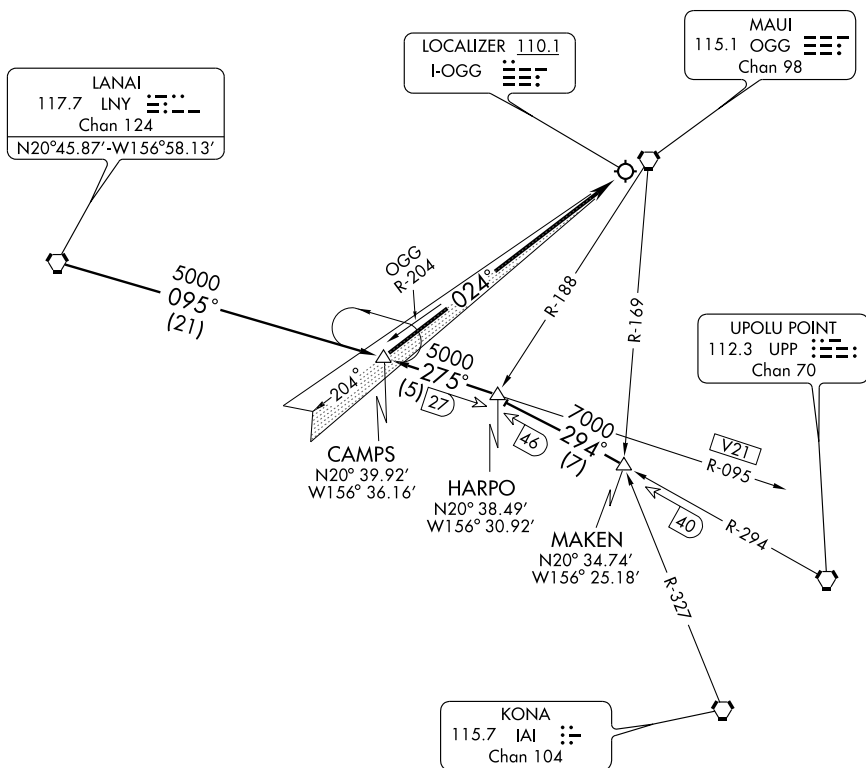 MAUI
115.1 OGG
Chan 98
LOCALIZER 110.1
I-OGG
LANAI
117.7 LNY
Chan 124
N20°45.87′-W156°58.13′
5000
095°
(21)
OGG
R-204
024°
R-188
R-169
UPOLU POINT
112.3 UPP
Chan 70
204°
5000
275°
(5)
27
7000
294°
(7)
46
V21
R-095
CAMPS
N20° 39.92′
W156° 36.16′
HARPO
N20° 38.49′
W156° 30.92′
MAKEN
N20° 34.74′
W156° 25.18′
40
R-294
R-327
KONA
115.7 IAI
Chan 104